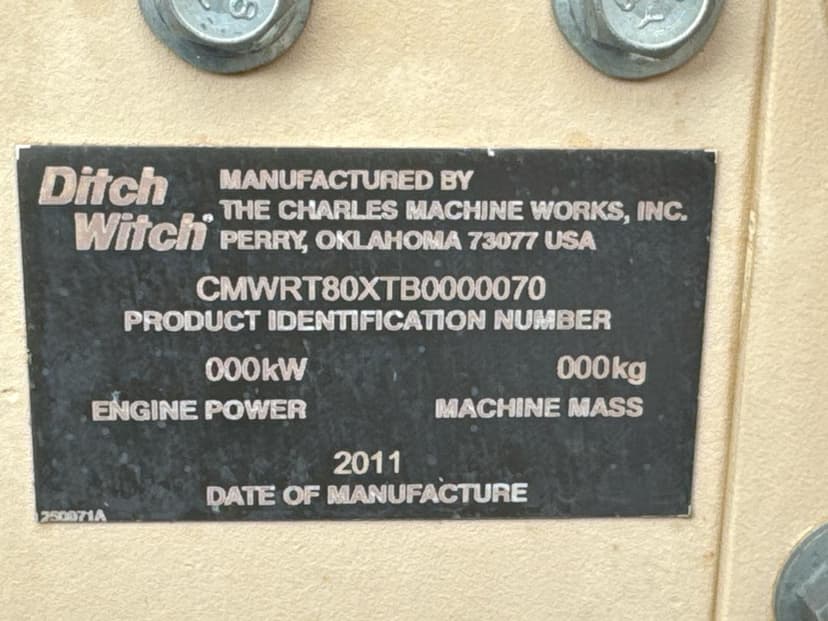 Ditch
Witch®
MANUFACTURED BY
THE CHARLES MACHINE WORKS, INC.
PERRY, OKLAHOMA 73077 USA
CMWRT80XTB0000070
PRODUCT IDENTIFICATION NUMBER
000kW
000kg
ENGINE POWER
MACHINE MASS
2011
DATE OF MANUFACTURE